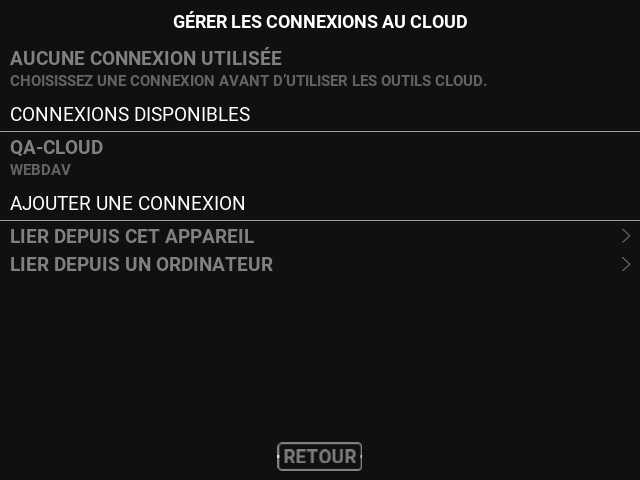 GÉRER LES CONNEXIONS AU CLOUD
AUCUNE CONNEXION UTILISÉE
CHOISISSEZ UNE CONNEXION AVANT D'UTILISER LES OUTILS CLOUD.
CONNEXIONS DISPONIBLES
QA-CLOUD
WEBDAV
AJOUTER UNE CONNEXION
LIER DEPUIS CET APPAREIL
LIER DEPUIS UN ORDINATEUR
RETOUR